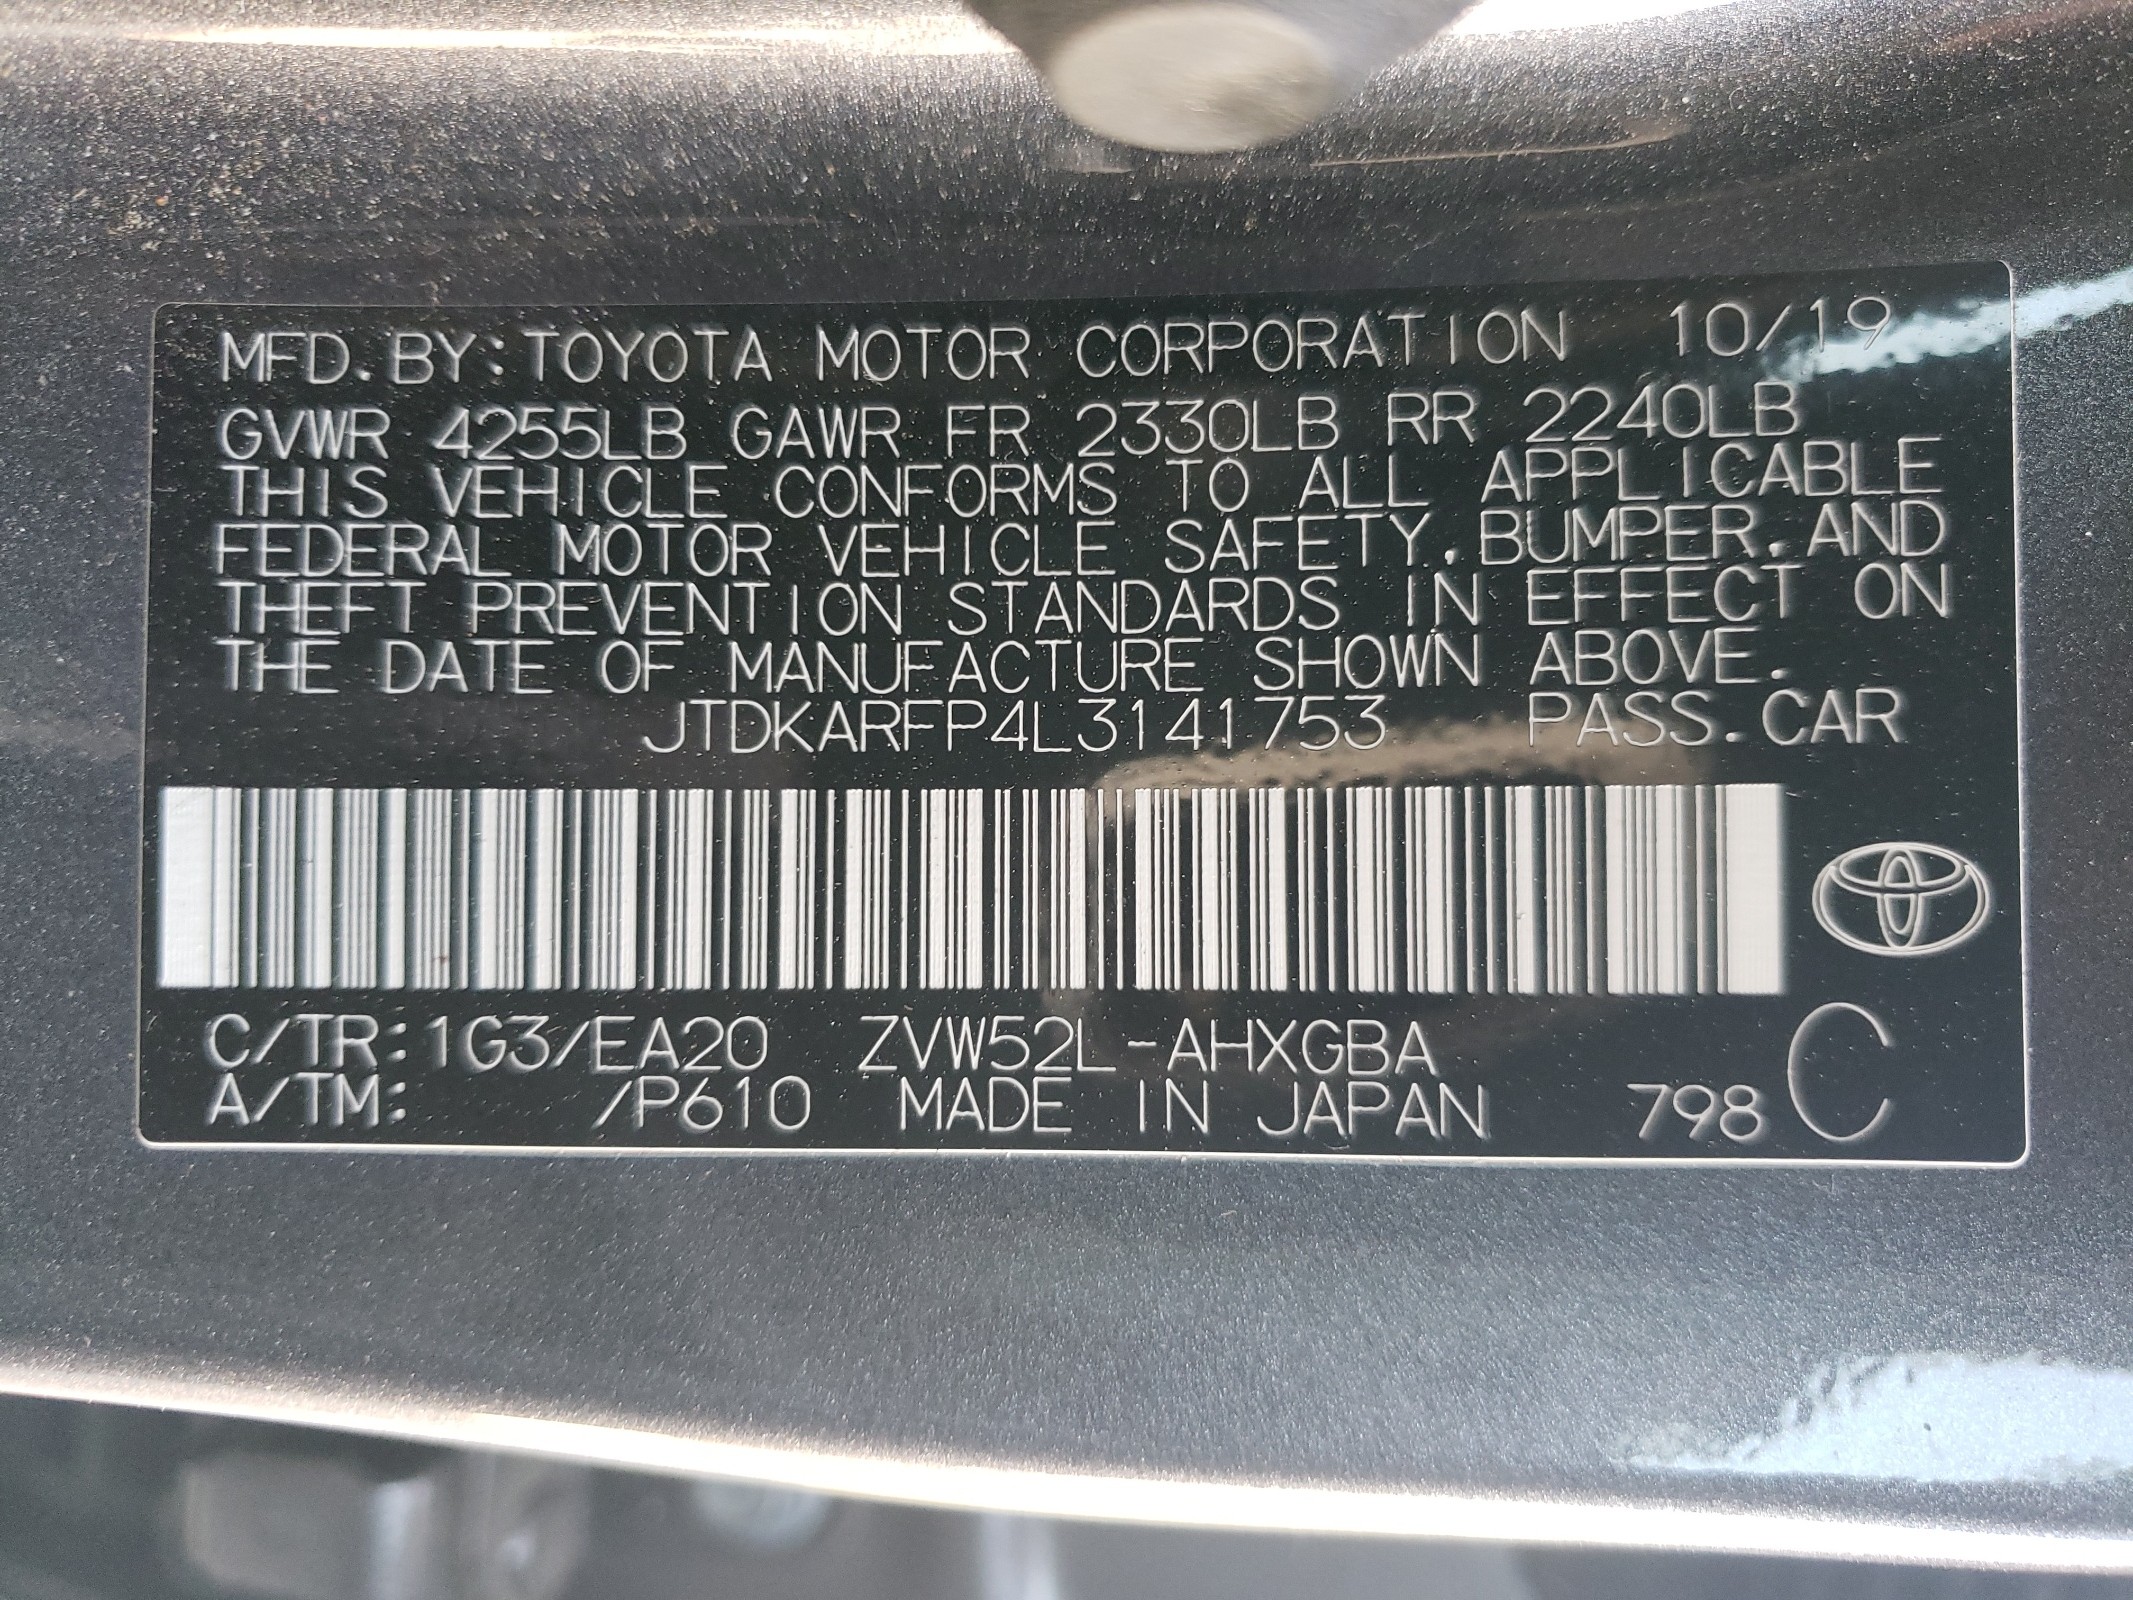 MFD. BY: TOYOTA MOTOR CORPORATION 10/19
GVWR 4255LB GAWR FR 2330LB RR 2240LB
THIS VEHICLE CONFORMS TO ALL APPLICABLE
FEDERAL MOTOR VEHICLE SAFETY, BUMPER, AND
THEFT PREVENTION STANDARDS IN EFFECT ON
THE DATE OF MANUFACTURE SHOWN ABOVE.
JTDKARFP4L3141753 PASS. CAR
C/TR: 1G3/EA20 ZVW52L-AHXGBA C
A/TM: /P610 MADE IN JAPAN 798